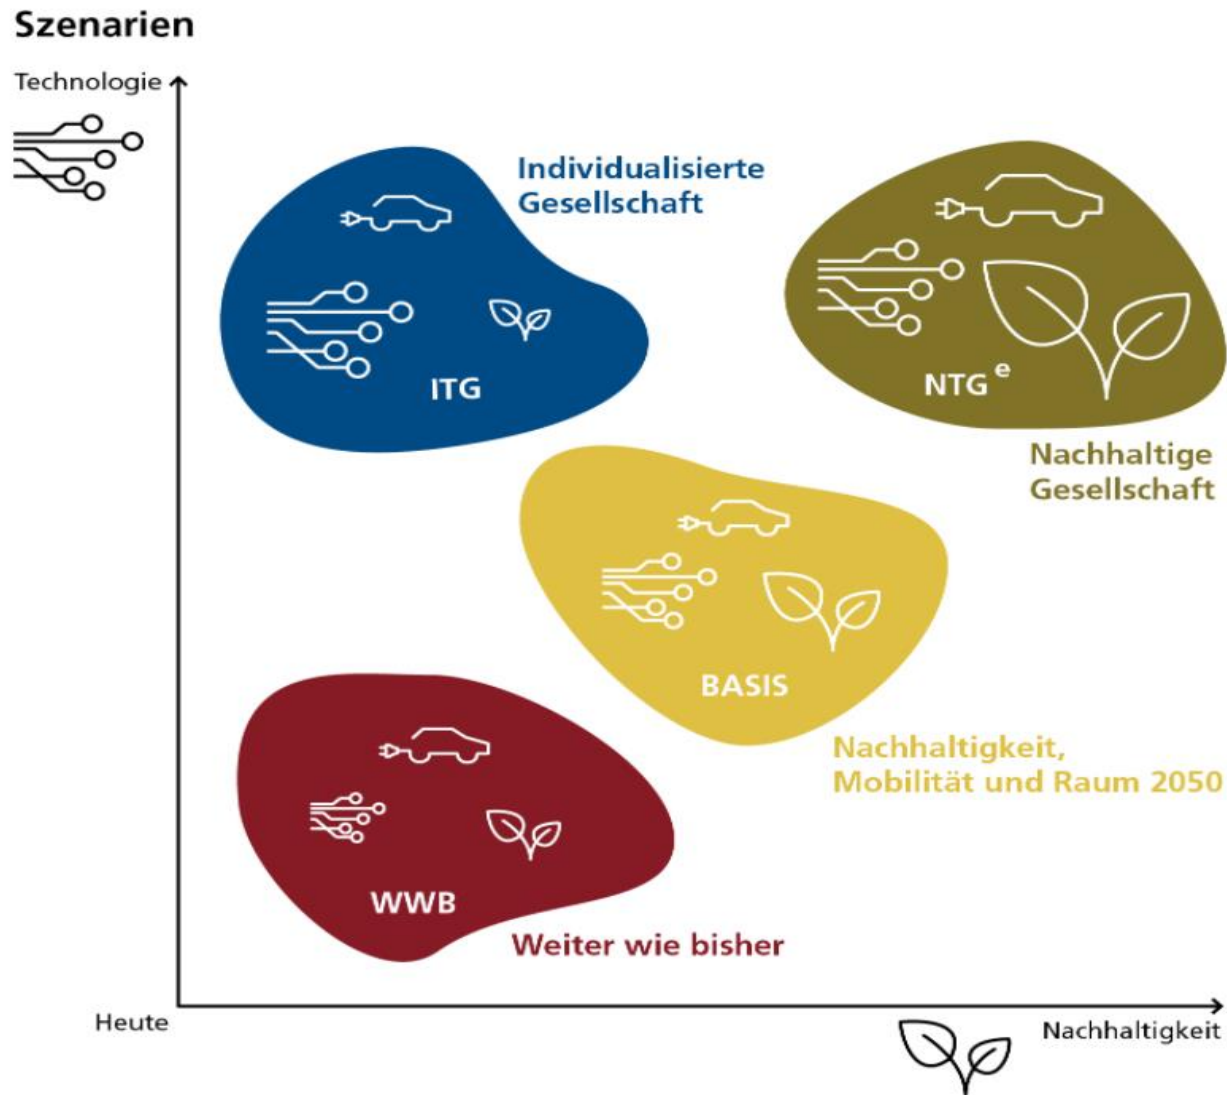 Szenarien
Technologie
Individualisierte
Gesellschaft
ITG
NTG e
Nachhaltige
Gesellschaft
BASIS
Nachhaltigkeit,
Mobilität und Raum 2050
WWB
Weiter wie bisher
Heute
Nachhaltigkeit